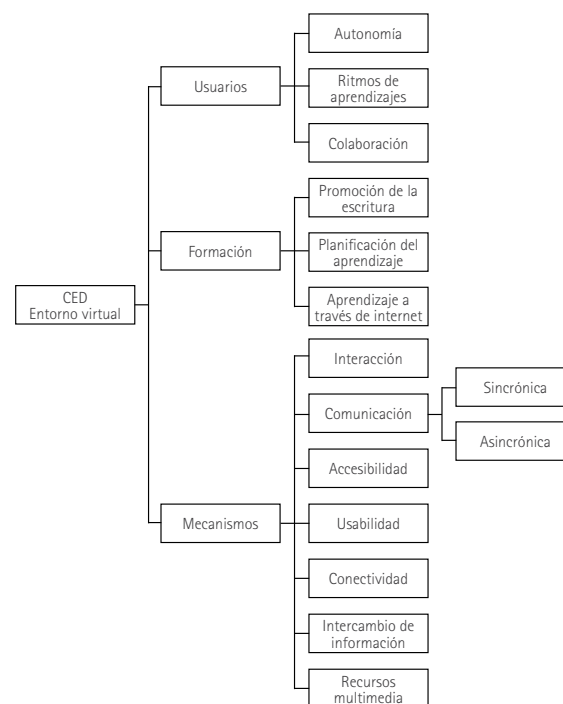 CED
Entorno virtual
Usuarios
Autonomía
Ritmos de
aprendizajes
Colaboración
Formación
Promoción de la
escritura
Planificación del
aprendizaje
Aprendizaje a
través de internet
Mecanismos
Interacción
Comunicación
Sincrónica
Asincrónica
Accesibilidad
Usabilidad
Conectividad
Intercambio de
información
Recursos
multimedia